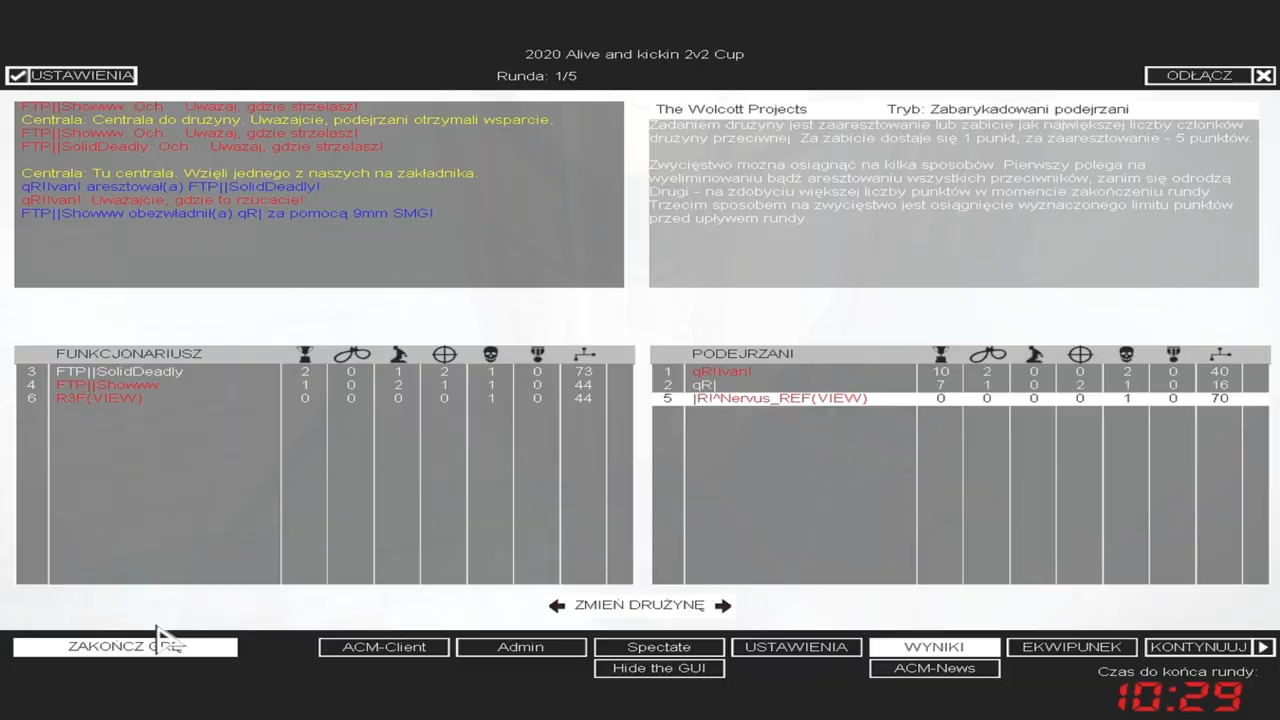 2020 Alive and kickin 2v2 Cup
USTAWIENIA
Runda: 1/5
ODŁĄCZ
FTP||Showww: Och... Uważaj, gdzie strzelasz!
Centrala: Centrala do drużyny. Uważajcie, podejrzani otrzymali wsparcie.
FTP||Showww: Och... Uważaj, gdzie strzelasz!
FTP||SolidDeadly: Och... Uważaj, gdzie strzelasz!
Centrala: Tu centrala. Wzięli jednego z naszych na zakładnika.
qR!Ivan! aresztował(a) FTP||SolidDeadly!
qR!Ivan!: Uważajcie, gdzie to rzucacie!
FTP||Showww obezwładnił(a) qR| za pomocą 9mm SMG!
The Wolcott Projects Tryb: Zabarykadowani podejrzani
Zadaniem drużyny jest zaaresztowanie lub zabicie jak największej liczby członków
drużyny przeciwnej. Za zabicie dostaje się 1 punkt, za zaaresztowanie - 5 punktów.
Zwycięstwo można osiągnąć na kilka sposobów. Pierwszy polega na
wyeliminowaniu bądź aresztowaniu wszystkich przeciwników, zanim się odrodzą.
Drugi - na zdobyciu większej liczby punktów w momencie zakończeniu rundy.
Trzecim sposobem na zwycięstwo jest osiągnięcie wyznaczonego limitu punktów
przed upływem rundy
FUNKCJONARIUSZ
3 FTP||SolidDeadly 2 0 1 2 1 0 73
4 FTP||Showww 1 0 2 1 1 0 44
6 R3F(VIEW) 0 0 0 0 1 0 44
PODEJRZANI
1 qR!Ivan! 10 2 0 0 2 0 40
2 qR| 7 1 0 2 1 0 16
5 |R|^Nervus_REF(VIEW) 0 0 0 0 1 0 70
ZMIEŃ DRUŻYNĘ
ZAKOŃCZ GRĘ
ACM-Client
Admin
Spectate
USTAWIENIA
WYNIKI
EKWIPUNEK
KONTYNUUJ
Hide the GUI
ACM-News
Czas do końca rundy:
10:29